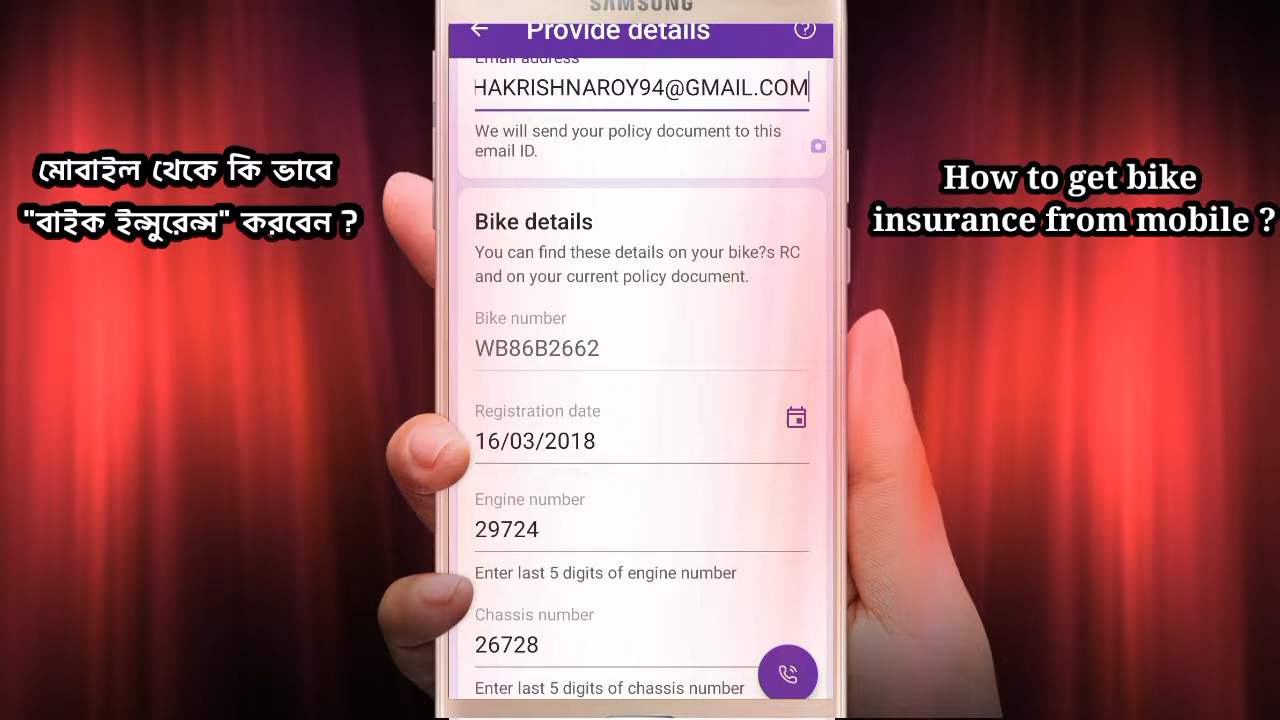 SAMSUNG
Provide details
Email address
HAKRISHNAROY94@GMAIL.COM
We will send your policy document to this
email ID.
Bike details
You can find these details on your bike?s RC
and on your current policy document.
Bike number
WB86B2662
Registration date
16/03/2018
Engine number
29724
Enter last 5 digits of engine number
Chassis number
26728
Enter last 5 digits of chassis number
মোবাইল থেকে কি ভাবে
"বাইক ইন্সুরেন্স" করবেন ?
How to get bike
insurance from mobile ?